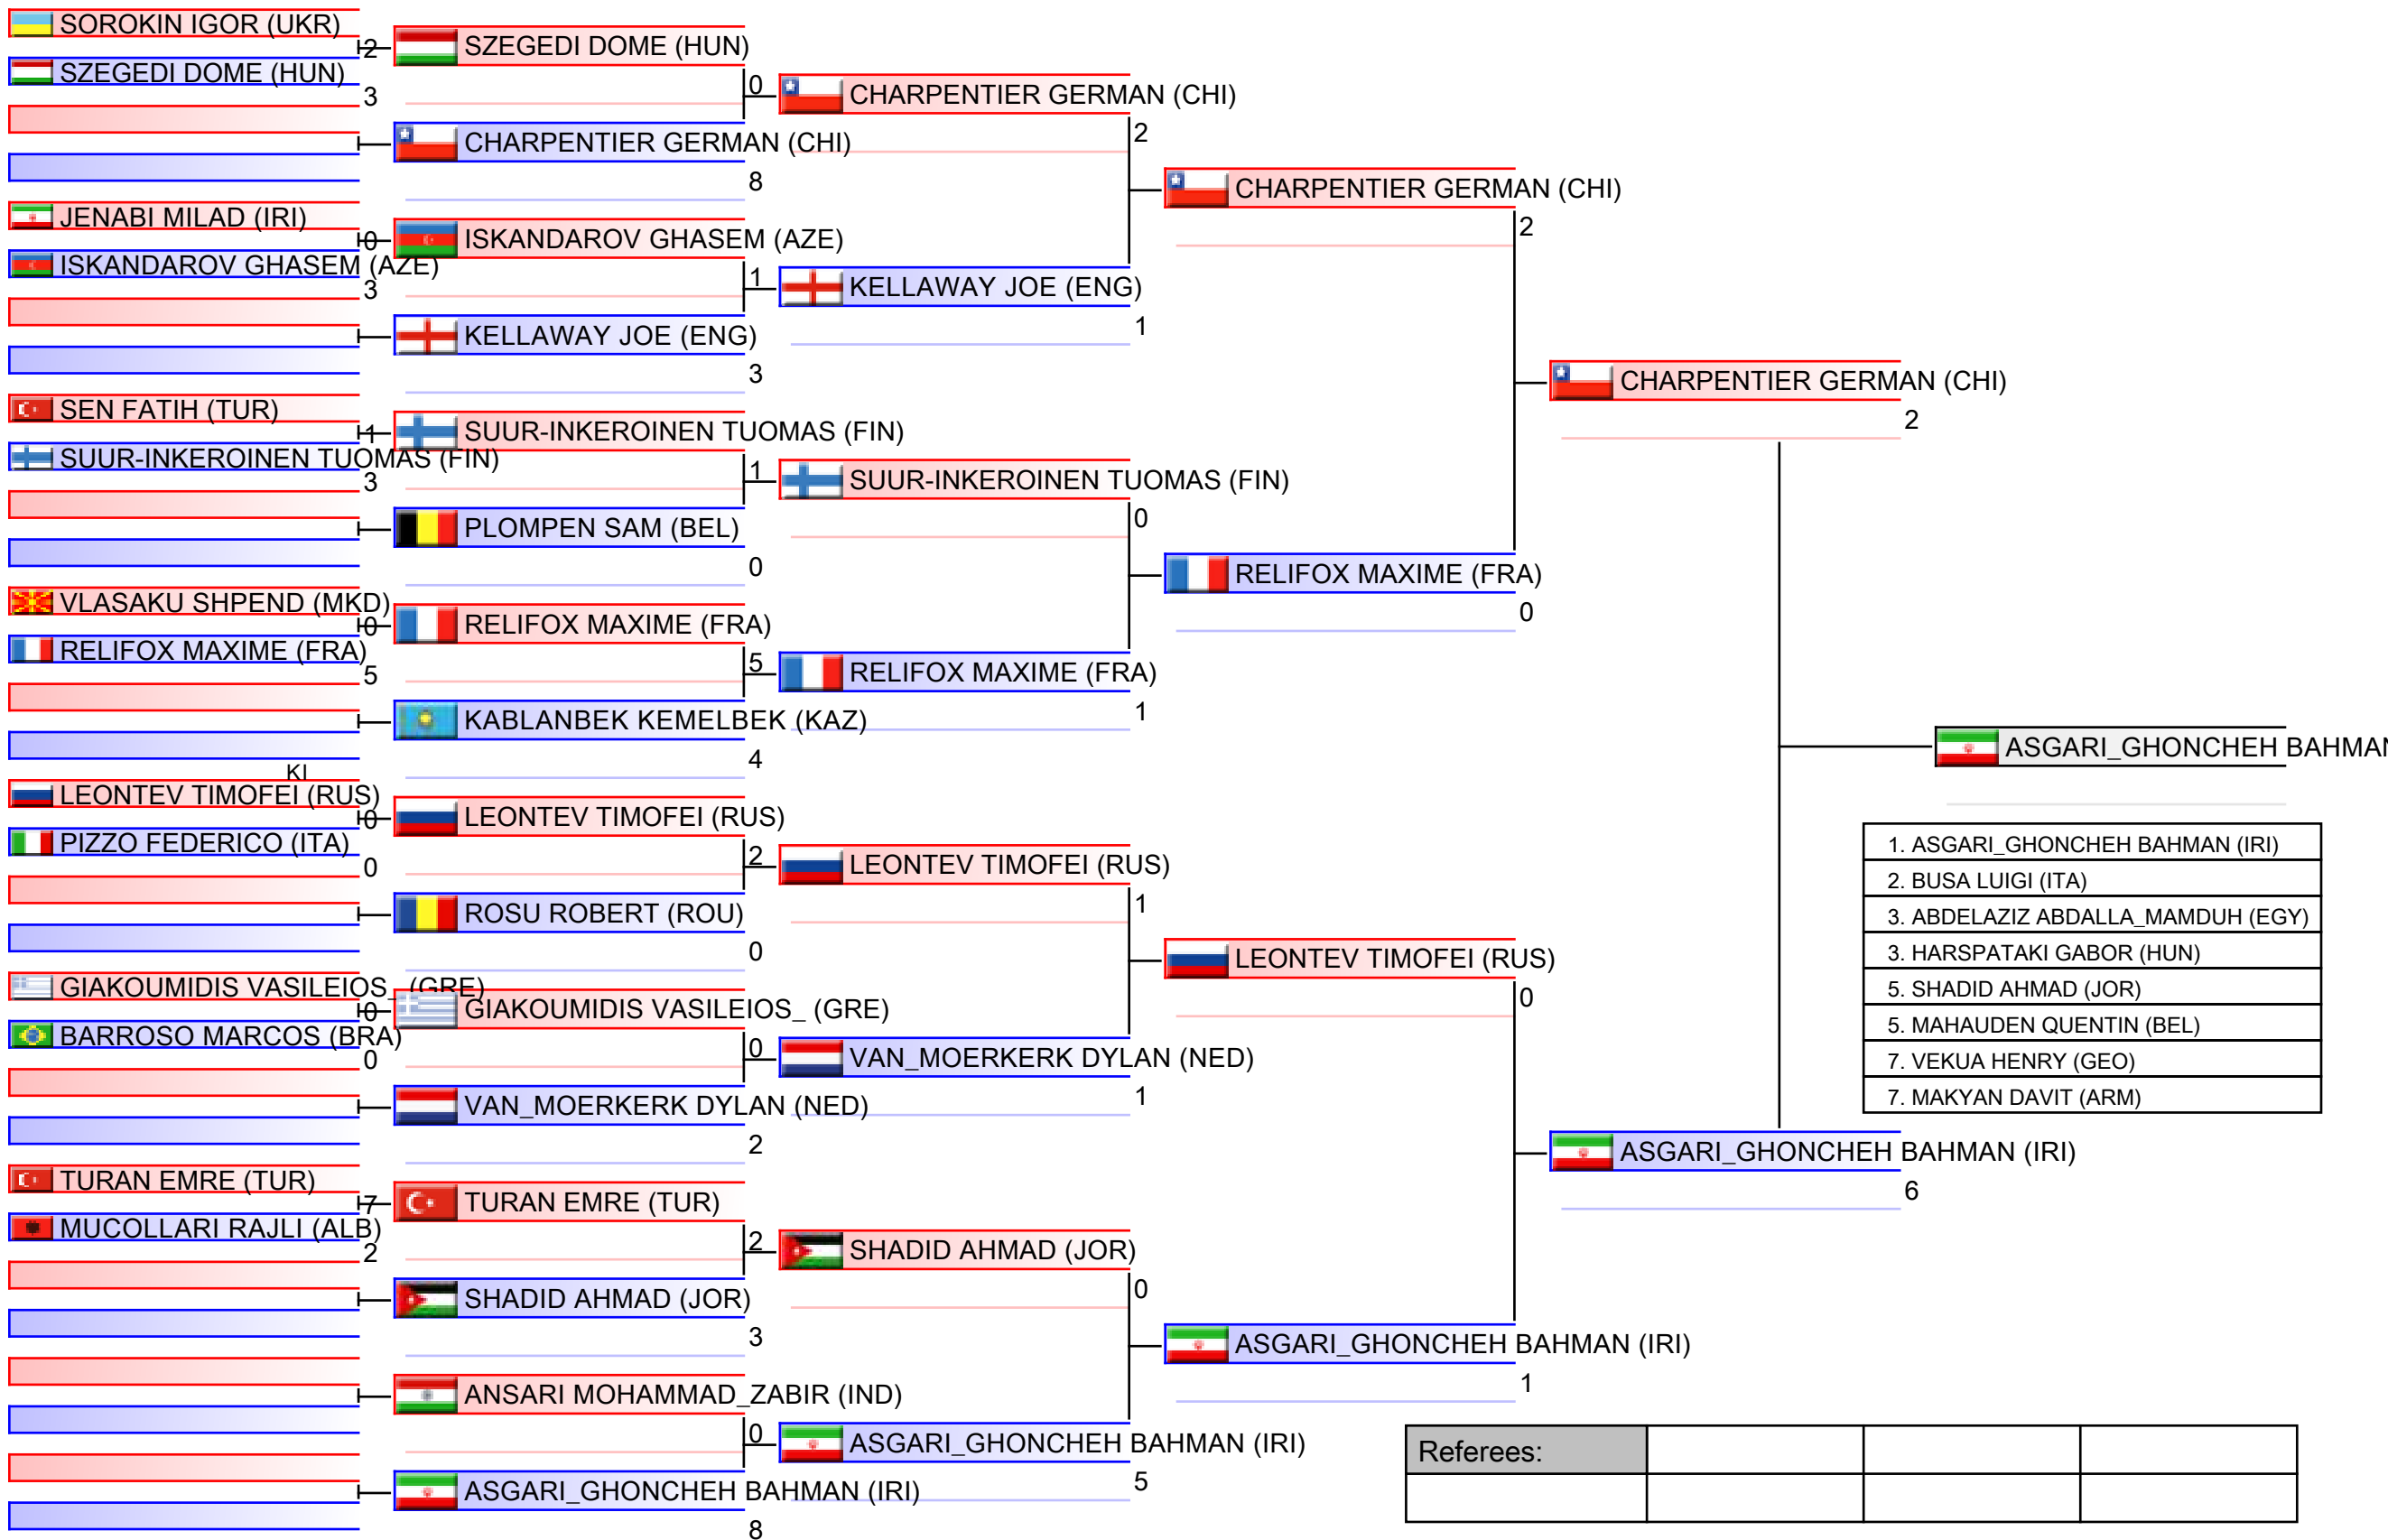 SOROKIN IGOR (UKR)
2
SZEGEDI DOME (HUN)
3
JENABI MILAD (IRI)
0
ISKANDAROV GHASEM (AZE)
3
SEN FATIH (TUR)
1
SUUR-INKEROINEN TUOMAS (FIN)
3
VLASAKU SHPEND (MKD)
0
RELIFOX MAXIME (FRA)
5
KI
LEONTEV TIMOFEI (RUS)
0
PIZZO FEDERICO (ITA)
0
GIAKOUMIDIS VASILEIOS_ (GRE)
0
BARROSO MARCOS (BRA)
0
TURAN EMRE (TUR)
7
MUCOLLARI RAJLI (ALB)
2
SZEGEDI DOME (HUN)
0
CHARPENTIER GERMAN (CHI)
8
ISKANDAROV GHASEM (AZE)
1
KELLAWAY JOE (ENG)
3
SUUR-INKEROINEN TUOMAS (FIN)
1
PLOMPEN SAM (BEL)
0
RELIFOX MAXIME (FRA)
5
KABLANBEK KEMELBEK (KAZ)
4
LEONTEV TIMOFEI (RUS)
2
ROSU ROBERT (ROU)
0
GIAKOUMIDIS VASILEIOS_ (GRE)
0
VAN_MOERKERK DYLAN (NED)
2
TURAN EMRE (TUR)
2
SHADID AHMAD (JOR)
3
ANSARI MOHAMMAD_ZABIR (IND)
0
ASGARI_GHONCHEH BAHMAN (IRI)
8
CHARPENTIER GERMAN (CHI)
2
KELLAWAY JOE (ENG)
1
SUUR-INKEROINEN TUOMAS (FIN)
0
RELIFOX MAXIME (FRA)
1
LEONTEV TIMOFEI (RUS)
1
VAN_MOERKERK DYLAN (NED)
1
SHADID AHMAD (JOR)
0
ASGARI_GHONCHEH BAHMAN (IRI)
5
CHARPENTIER GERMAN (CHI)
2
RELIFOX MAXIME (FRA)
0
LEONTEV TIMOFEI (RUS)
0
ASGARI_GHONCHEH BAHMAN (IRI)
1
CHARPENTIER GERMAN (CHI)
2
ASGARI_GHONCHEH BAHMAN (IRI)
6
ASGARI_GHONCHEH BAHMAN
1. ASGARI_GHONCHEH BAHMAN (IRI)
2. BUSA LUIGI (ITA)
3. ABDELAZIZ ABDALLA_MAMDUH (EGY)
3. HARSPATAKI GABOR (HUN)
5. SHADID AHMAD (JOR)
5. MAHAUDEN QUENTIN (BEL)
7. VEKUA HENRY (GEO)
7. MAKYAN DAVIT (ARM)
Referees: